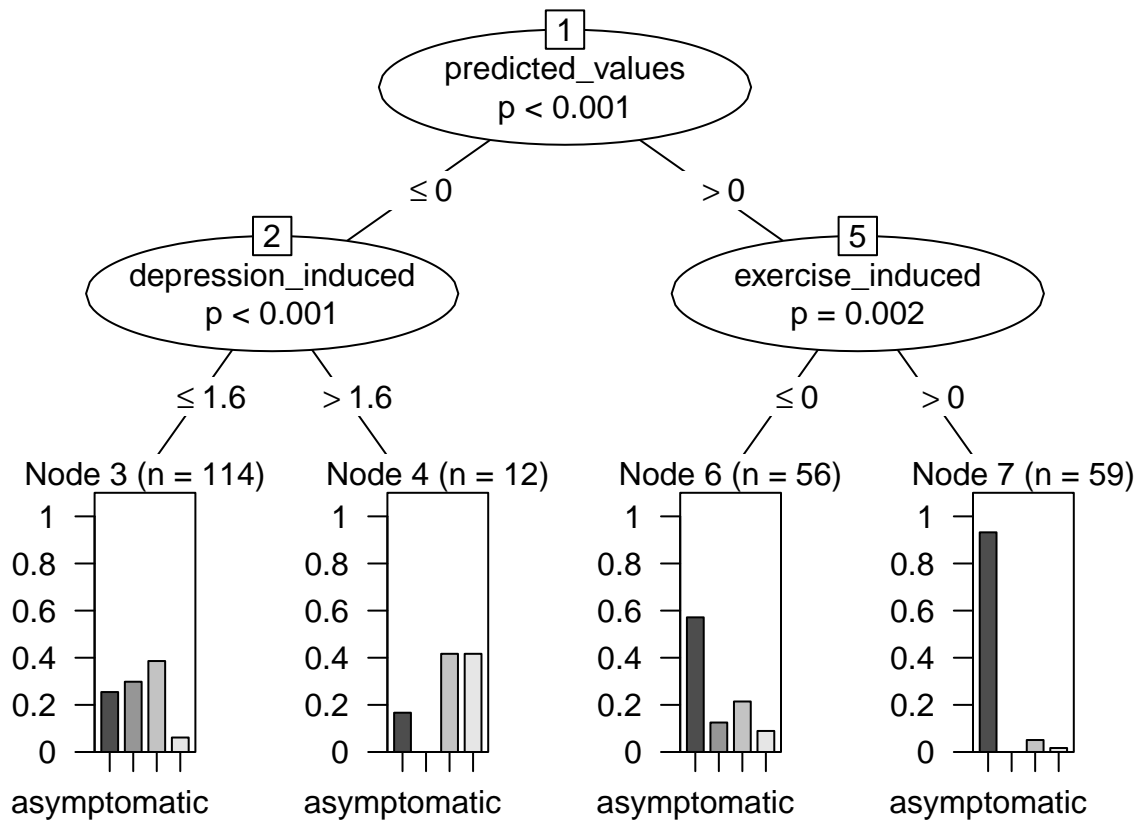 1
predicted_values
p < 0.001
≤ 0
> 0
2
depression_induced
p < 0.001
5
exercise_induced
p = 0.002
≤ 1.6
> 1.6
≤ 0
> 0
Node 3 (n = 114)
1
0.8
0.6
0.4
0.2
0
asymptomatic
Node 4 (n = 12)
1
0.8
0.6
0.4
0.2
0
asymptomatic
Node 6 (n = 56)
1
0.8
0.6
0.4
0.2
0
asymptomatic
Node 7 (n = 59)
1
0.8
0.6
0.4
0.2
0
asymptomatic